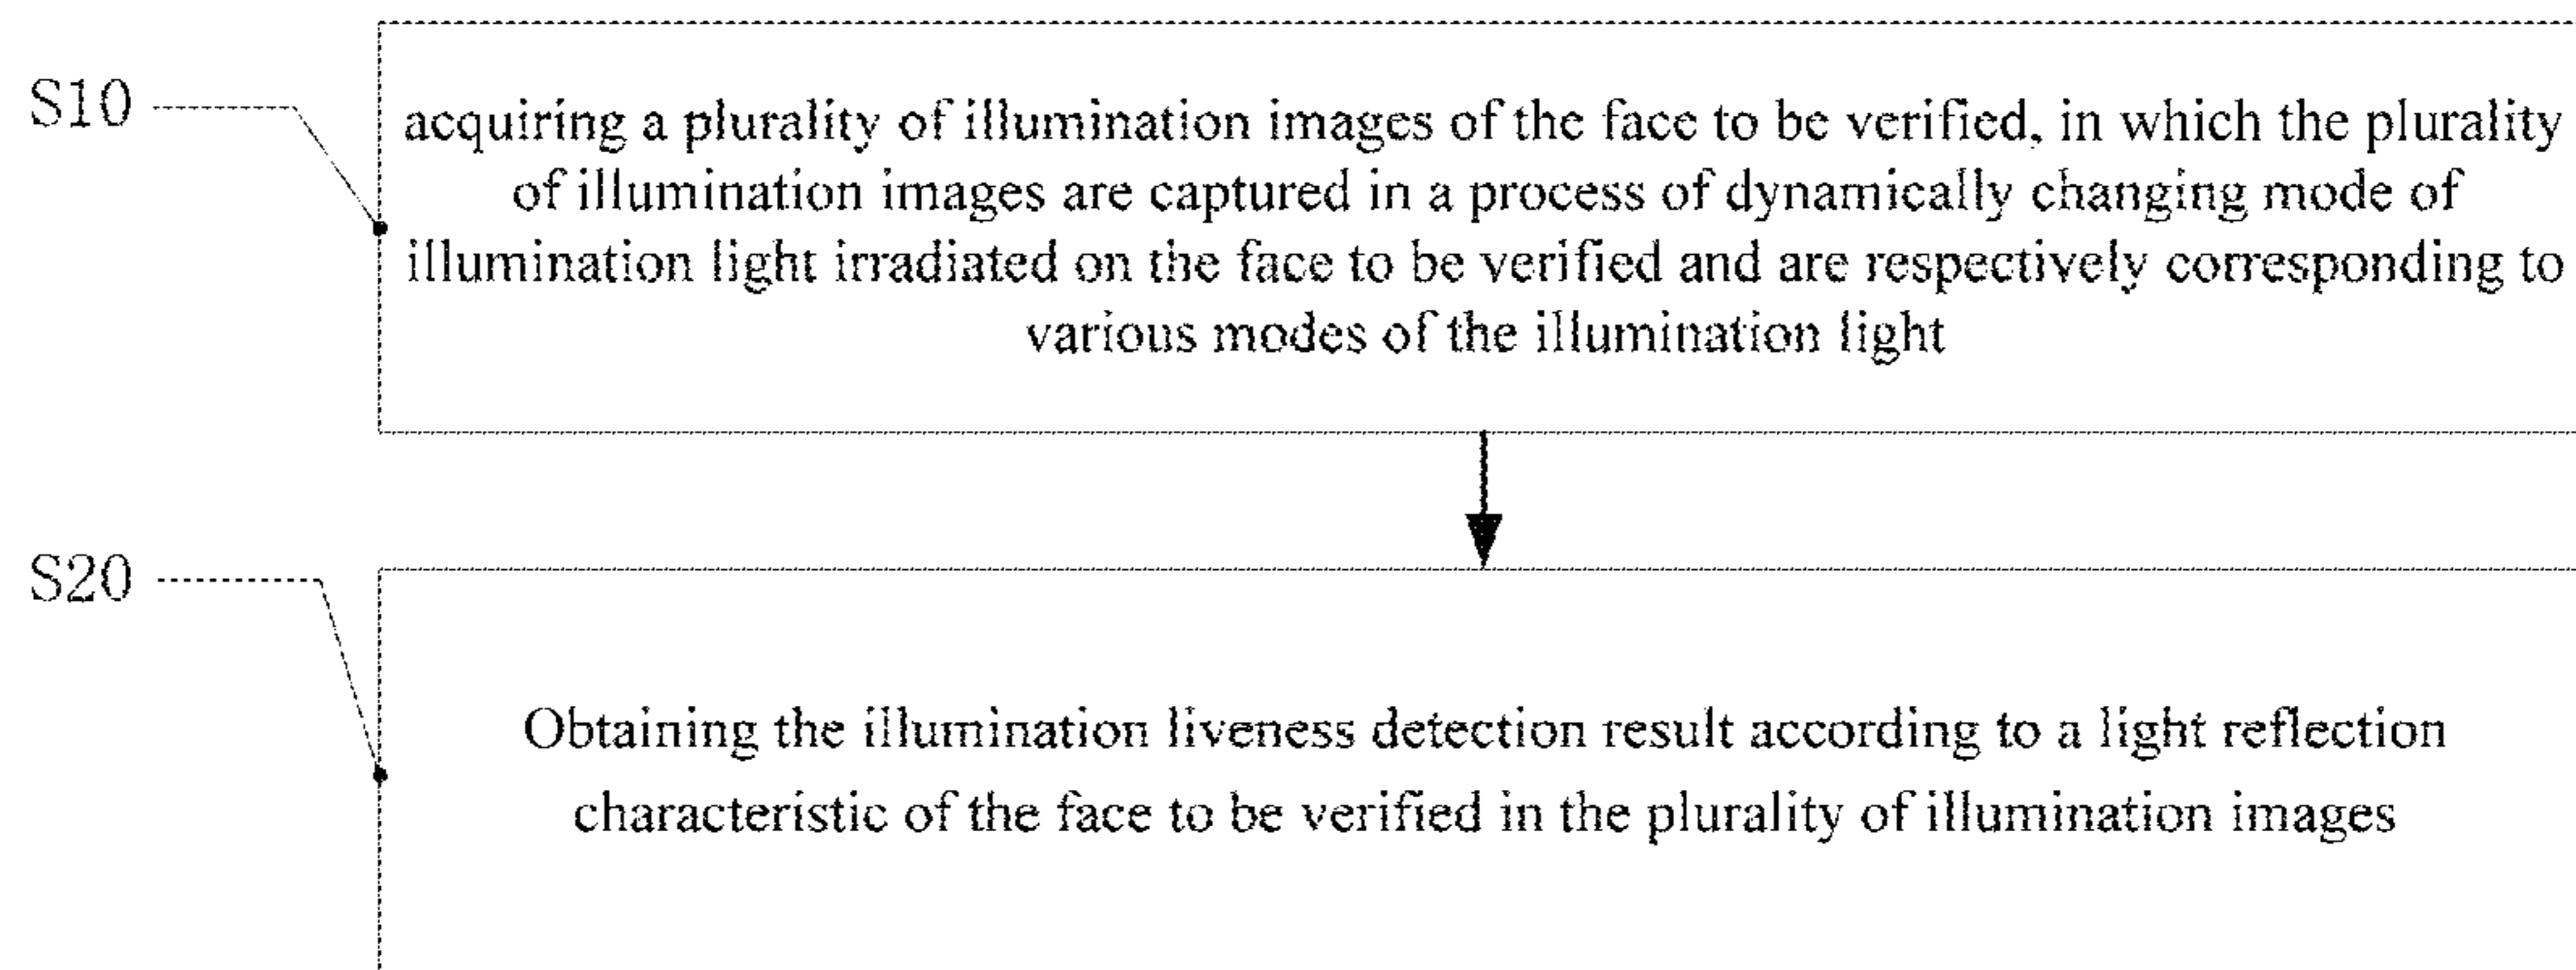 S10
acquiring a plurality of illumination images of the face to be verified, in which the plurality
of illumination images are captured in a process of dynamically changing mode of
illumination light irradiated on the face to be verified and are respectively corresponding to
various modes of the illumination light
S20
Obtaining the illumination liveness detection result according to a light reflection
characteristic of the face to be verified in the plurality of illumination images